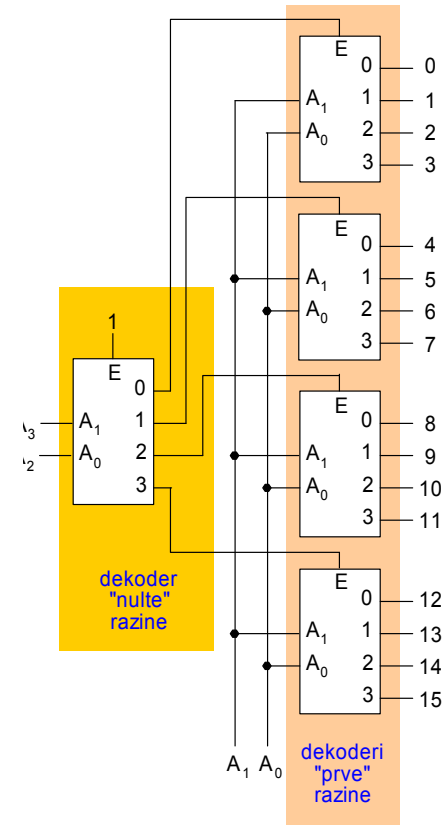 E
0
0
A₁
1
1
A₀
2
2
3
3
E
0
4
A₁
1
5
A₀
2
6
3
7
1
E
0
A₁
1
A₀
2
3
E
0
8
A₁
1
9
A₀
2
10
3
11
dekoder
"nulte"
razine
E
0
12
A₁
1
13
A₀
2
14
3
15
A₁ A₀
dekoderi
"prve"
razine